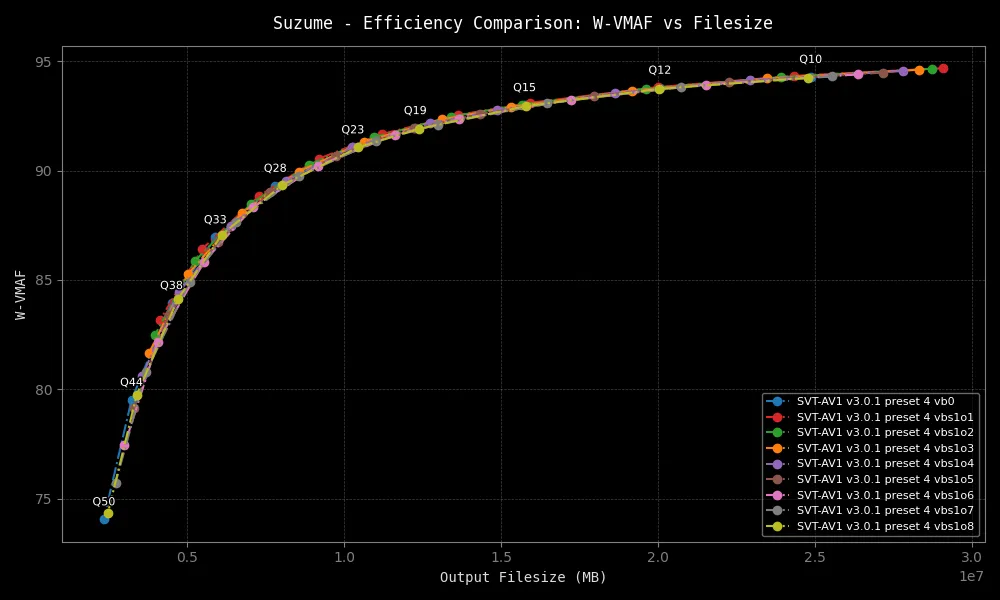 Suzume - Efficiency Comparison: W-VMAF vs Filesize
95
90
85
80
75
W-VMAF
Q10
Q12
Q15
Q19
Q23
Q28
Q33
Q38
Q44
Q50
SVT-AV1 v3.0.1 preset 4 vb0
SVT-AV1 v3.0.1 preset 4 vbs1o1
SVT-AV1 v3.0.1 preset 4 vbs1o2
SVT-AV1 v3.0.1 preset 4 vbs1o3
SVT-AV1 v3.0.1 preset 4 vbs1o4
SVT-AV1 v3.0.1 preset 4 vbs1o5
SVT-AV1 v3.0.1 preset 4 vbs1o6
SVT-AV1 v3.0.1 preset 4 vbs1o7
SVT-AV1 v3.0.1 preset 4 vbs1o8
0.5 1.0 1.5 2.0 2.5 3.0
1e7
Output Filesize (MB)